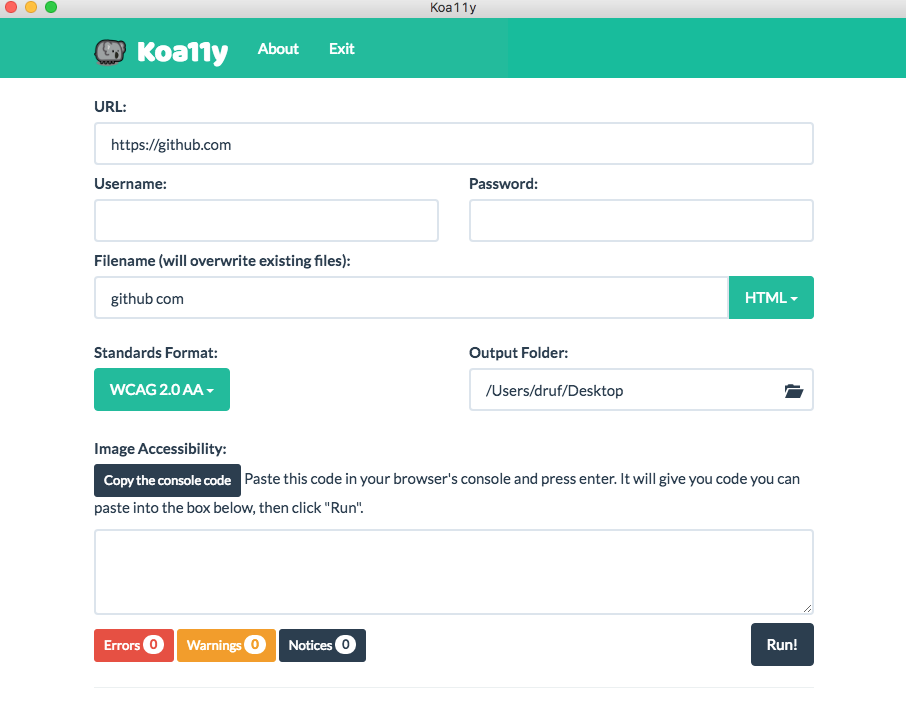 Koa11y
Koa11y About Exit
URL:
https://github.com
Username: Password:
Filename (will overwrite existing files):
github com HTML
Standards Format: Output Folder:
WCAG 2.0 AA /Users/druf/Desktop
Image Accessibility:
Copy the console code Paste this code in your browser's console and press enter. It will give you code you can
paste into the box below, then click "Run".
Errors 0 Warnings 0 Notices 0 Run!